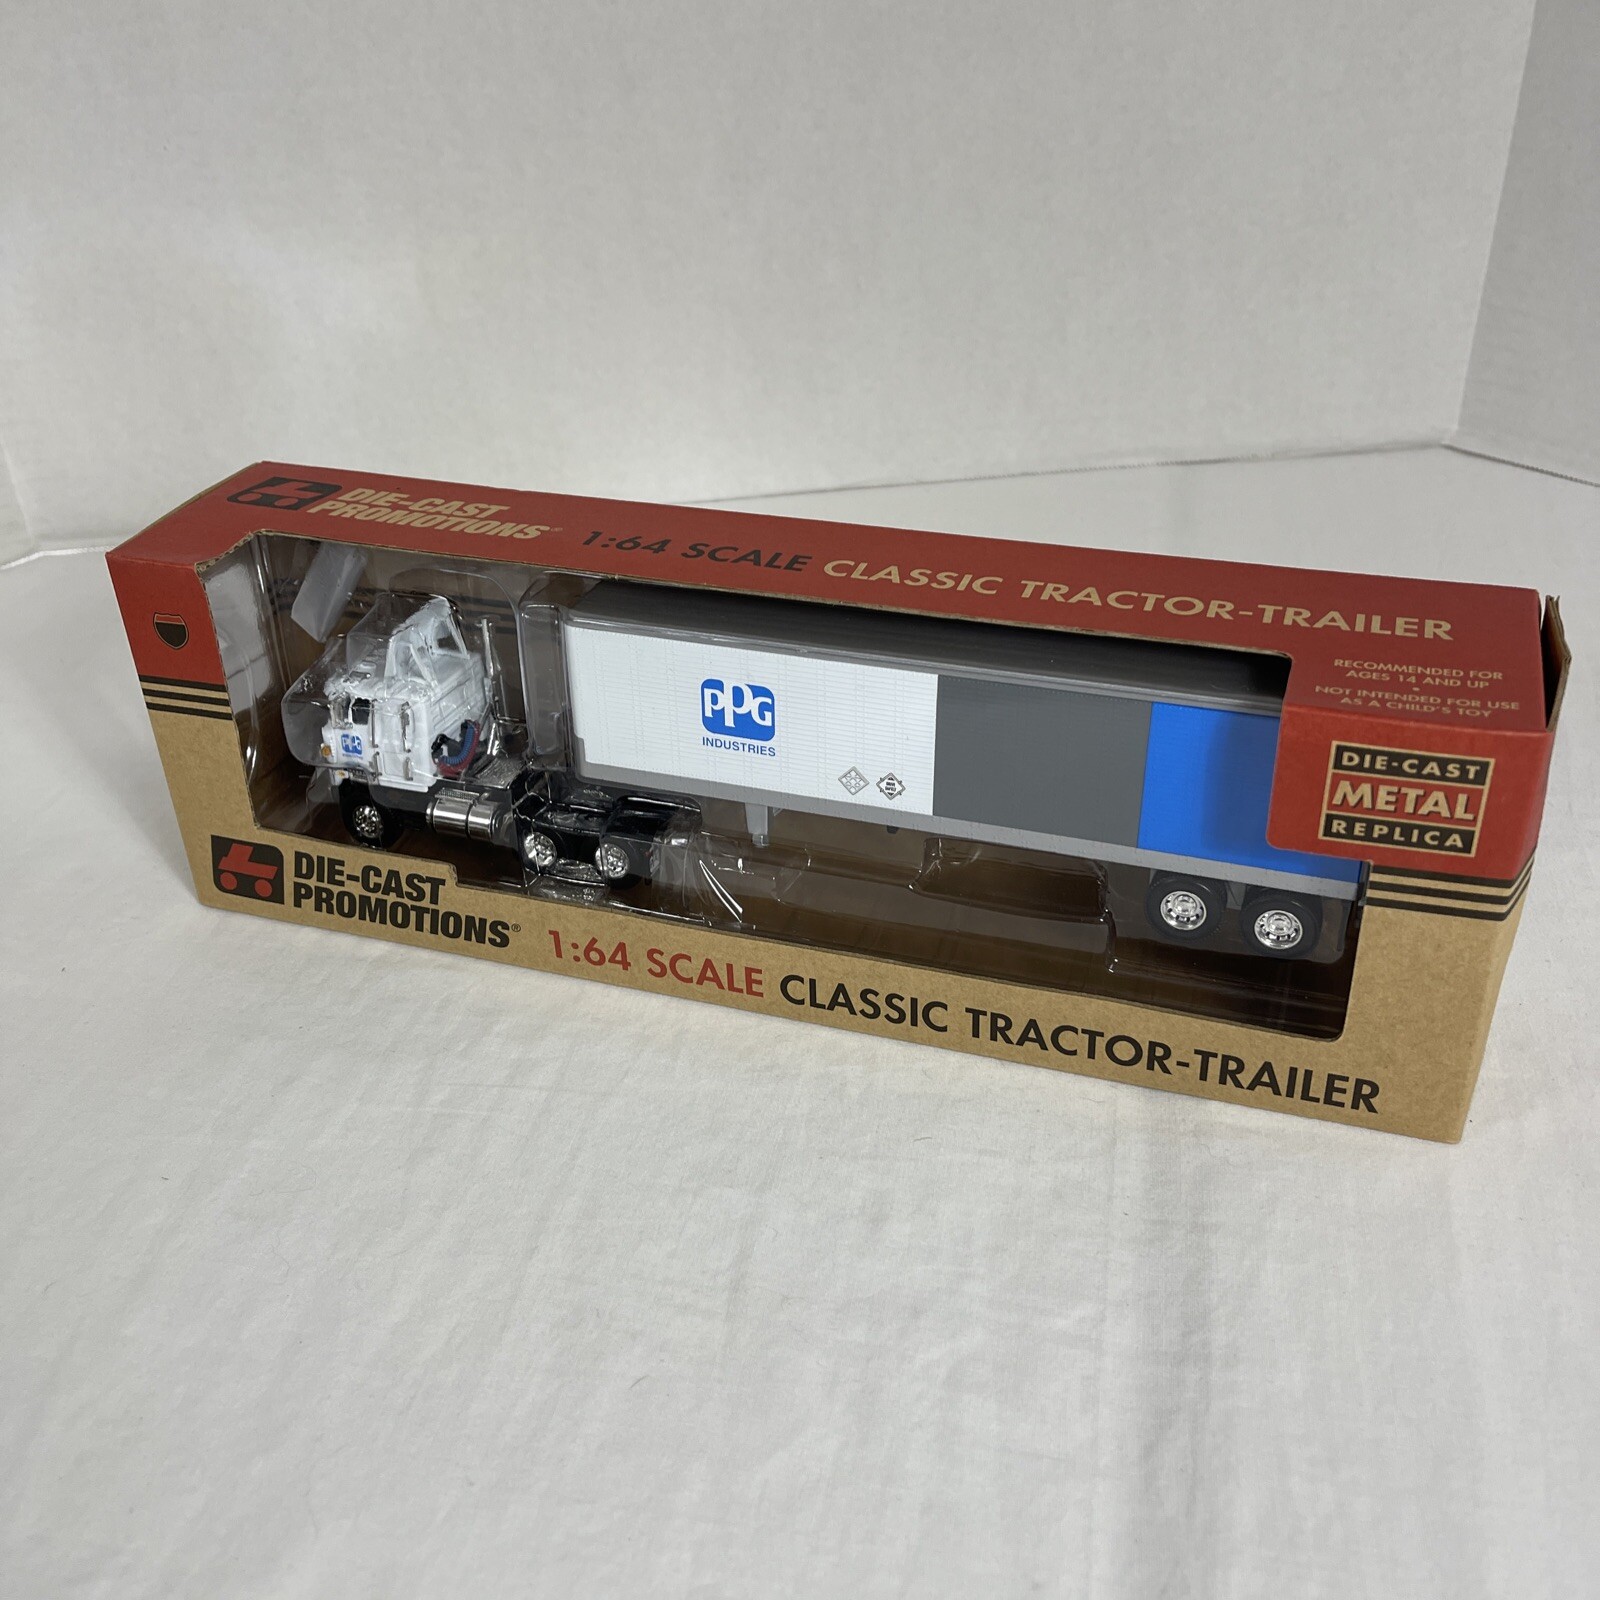 DIE-CAST
PROMOTIONS
1:64 SCALE CLASSIC TRACTOR-TRAILER
RECOMMENDED FOR
AGES 14 AND UP
•
NOT INTENDED FOR USE
AS A CHILD'S TOY
DIE-CAST
METAL
REPLICA
PPG
INDUSTRIES
PPG
DIE-CAST
PROMOTIONS®
1:64 SCALE CLASSIC TRACTOR-TRAILER